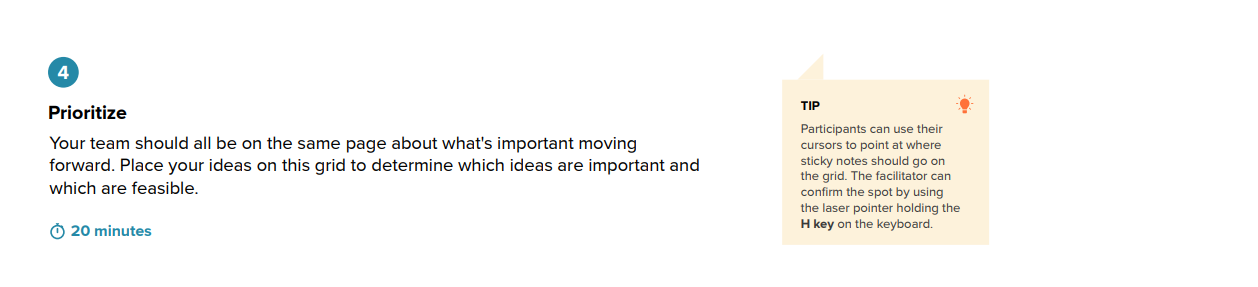 4
Prioritize
Your team should all be on the same page about what's important moving
forward. Place your ideas on this grid to determine which ideas are important and
which are feasible.
20 minutes
TIP
Participants can use their
cursors to point at where
sticky notes should go on
the grid. The facilitator can
confirm the spot by using
the laser pointer holding the
H key on the keyboard.